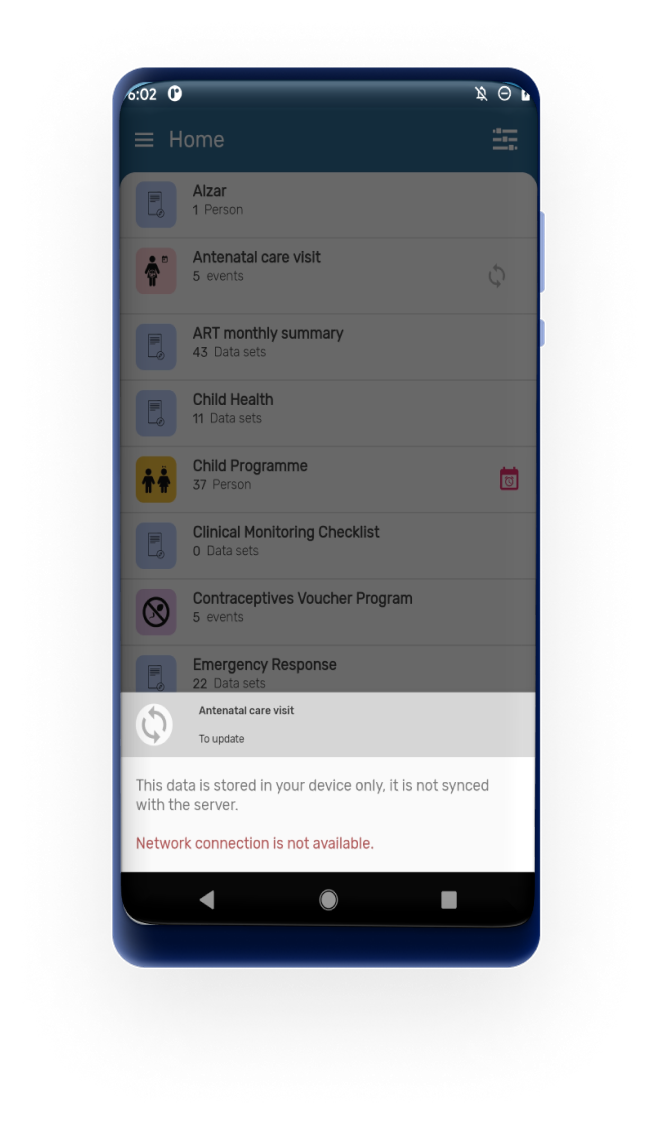 6:02
Home
Alzar
1 Person
Antenatal care visit
5 events
ART monthly summary
43 Data sets
Child Health
11 Data sets
Child Programme
37 Person
Clinical Monitoring Checklist
0 Data sets
Contraceptives Voucher Program
5 events
Emergency Response
22 Data sets
Antenatal care visit
To update
This data is stored in your device only, it is not synced
with the server.
Network connection is not available.